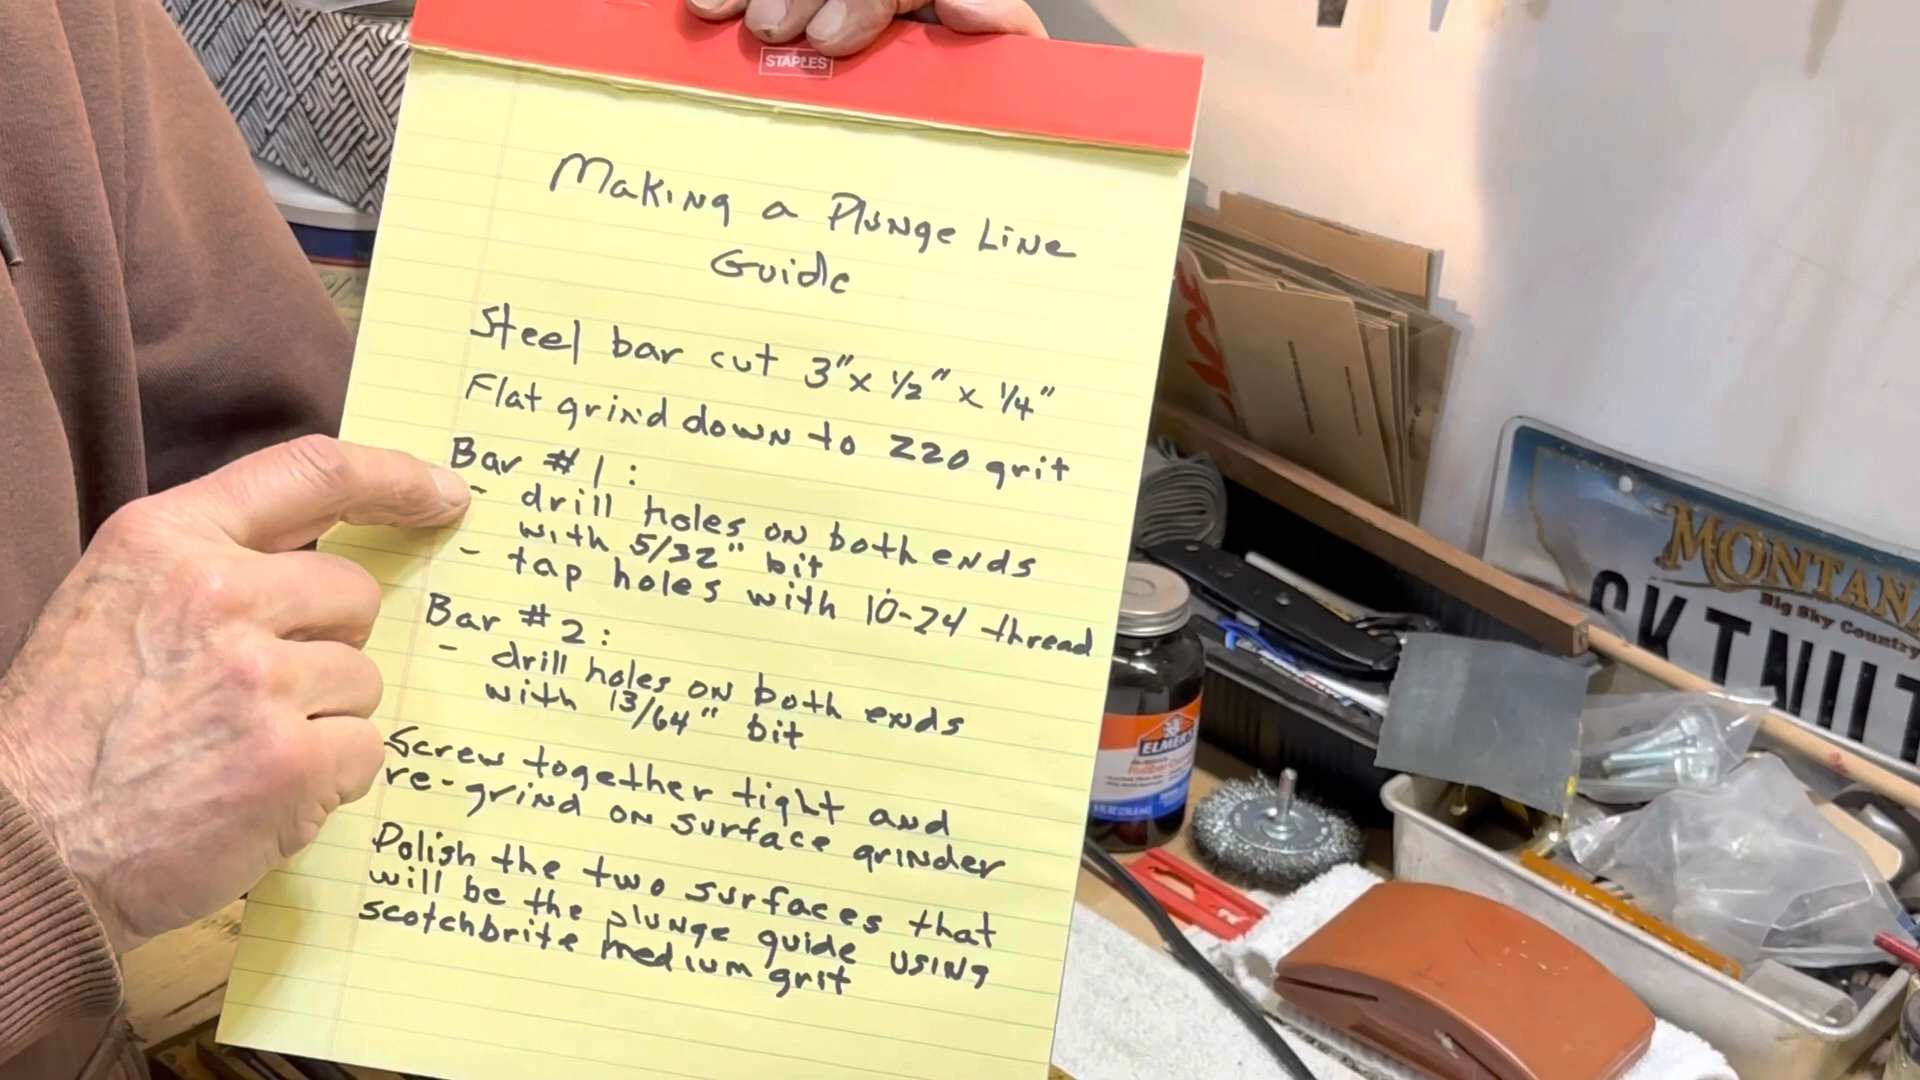 STAPLES
Making a Plunge Line
Guide
Steel bar cut 3" x 1/2" x 1/4"
Flat grind down to 220 grit
Bar #1:
- drill holes on both ends
with 5/32" bit
- tap holes with 10-24 thread
Bar #2:
- drill holes on both ends
with 13/64" bit
Screw together tight and
re-grind on surface grinder
Polish the two surfaces that
will be the plunge guide using
scotchbrite medium grit
MONTANA
Big Sky Country
ELMER'S
Rubber Cement